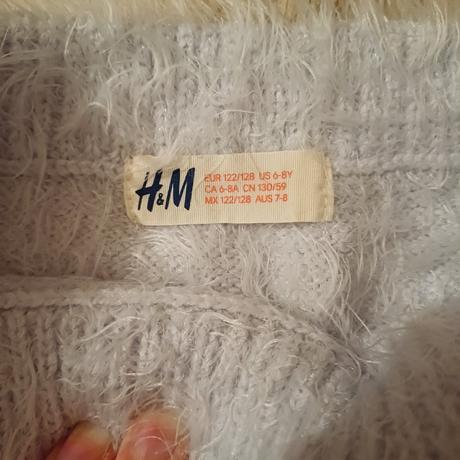 H&M
EUR 122/128 US 6-8Y
CA 6-8A CN 130/59
MX 122/128 AUS 7-8